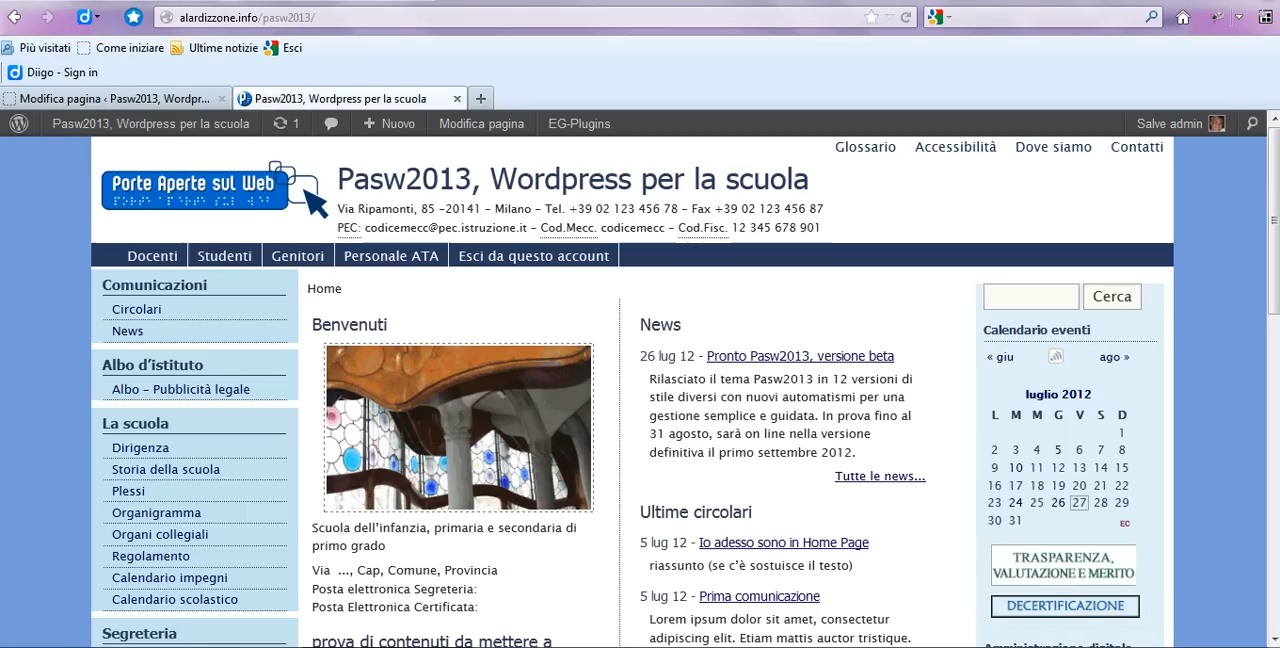 alardizzone.info/pasw2013/
Più visitati Come iniziare Ultime notizie Esci
Diigo - Sign in
Modifica pagina ‹ Pasw2013, Wordpr... Pasw2013, Wordpress per la scuola
Pasw2013, Wordpress per la scuola 1 Nuovo Modifica pagina EG-Plugins Salve admin
Glossario Accessibilità Dove siamo Contatti
Porte Aperte sul Web
Pasw2013, Wordpress per la scuola
Via Ripamonti, 85 -20141 - Milano - Tel. +39 02 123 456 78 - Fax +39 02 123 456 87
PEC: codicemecc@pec.istruzione.it - Cod.Mecc. codicemecc - Cod.Fisc. 12 345 678 901
Docenti Studenti Genitori Personale ATA Esci da questo account
Comunicazioni
Circolari
News
Albo d'istituto
Albo - Pubblicità legale
La scuola
Dirigenza
Storia della scuola
Plessi
Organigramma
Organi collegiali
Regolamento
Calendario impegni
Calendario scolastico
Segreteria
Home
Benvenuti
Scuola dell'infanzia, primaria e secondaria di
primo grado
Via ..., Cap, Comune, Provincia
Posta elettronica Segreteria:
Posta Elettronica Certificata:
prova di contenuti da mettere a
News
26 lug 12 - Pronto Pasw2013, versione beta
Rilasciato il tema Pasw2013 in 12 versioni di
stile diversi con nuovi automatismi per una
gestione semplice e guidata. In prova fino al
31 agosto, sarà on line nella versione
definitiva il primo settembre 2012.
Tutte le news...
Ultime circolari
5 lug 12 - Io adesso sono in Home Page
riassunto (se c'è sostuisce il testo)
5 lug 12 - Prima comunicazione
Lorem ipsum dolor sit amet, consectetur
adipiscing elit. Etiam mattis auctor tristique.
Cerca
Calendario eventi
« giu ago »
luglio 2012
L M M G V S D
1
2 3 4 5 6 7 8
9 10 11 12 13 14 15
16 17 18 19 20 21 22
23 24 25 26 27 28 29
30 31 EC
TRASPARENZA,
VALUTAZIONE E MERITO
DECERTIFICAZIONE
Amministrazione digitale